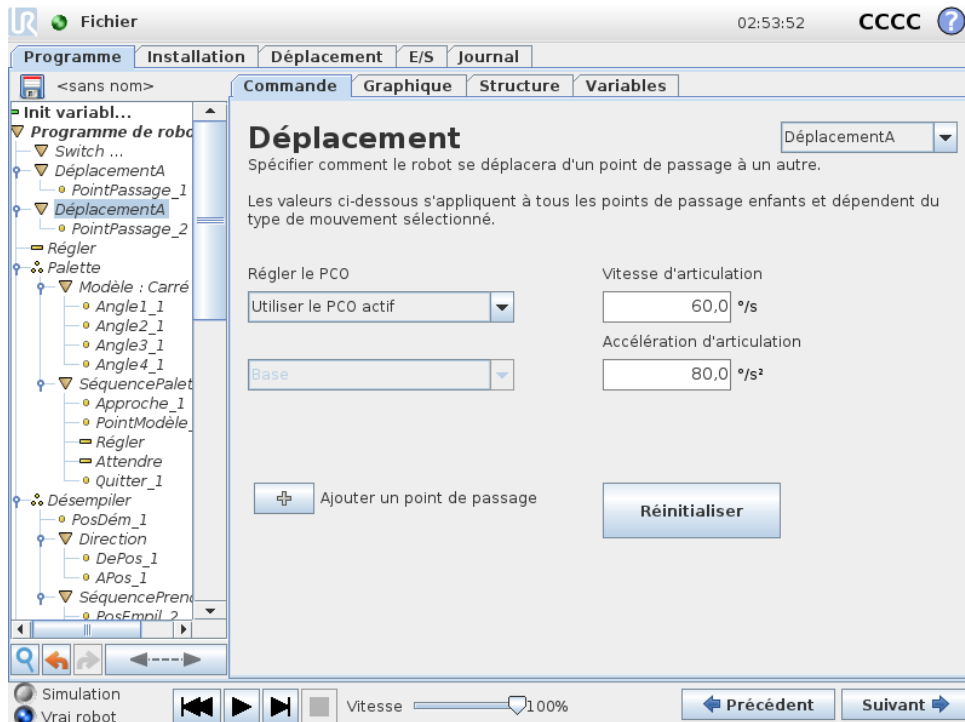 UR Fichier 02:53:52 CCCC ?
Programme Installation Déplacement E/S Journal
<sans nom>
Commande Graphique Structure Variables
Init variabl...
Programme de robo
Switch ...
DéplacementA
PointPassage_1
DéplacementA
PointPassage_2
Régler
Palette
Modèle : Carré
Angle1_1
Angle2_1
Angle3_1
Angle4_1
SéquencePalet
Approche_1
PointModèle_
Régler
Attendre
Quitter_1
Désempiler
PosDém_1
Direction
DePos_1
APos_1
SéquencePrend
PosEmpil_2
Déplacement
DéplacementA
Spécifier comment le robot se déplacera d'un point de passage à un autre.
Les valeurs ci-dessous s'appliquent à tous les points de passage enfants et dépendent du
type de mouvement sélectionné.
Régler le PCO
Vitesse d'articulation
Utiliser le PCO actif
60,0 °/s
Accélération d'articulation
Base
80,0 °/s²
Ajouter un point de passage
Réinitialiser
Simulation
Vrai robot
Vitesse 100%
Précédent
Suivant